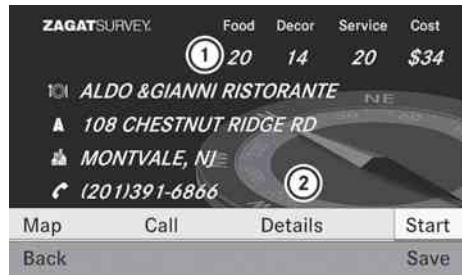 ZAGATSURVEY. Food Decor Service Cost
1 20 14 20 $34
ALDO &GIANNI RISTORANTE
NE
A 108 CHESTNUT RIDGE RD
MONTVALE, NJ
(201)391-6866
2
Map Call Details Start
Back Save